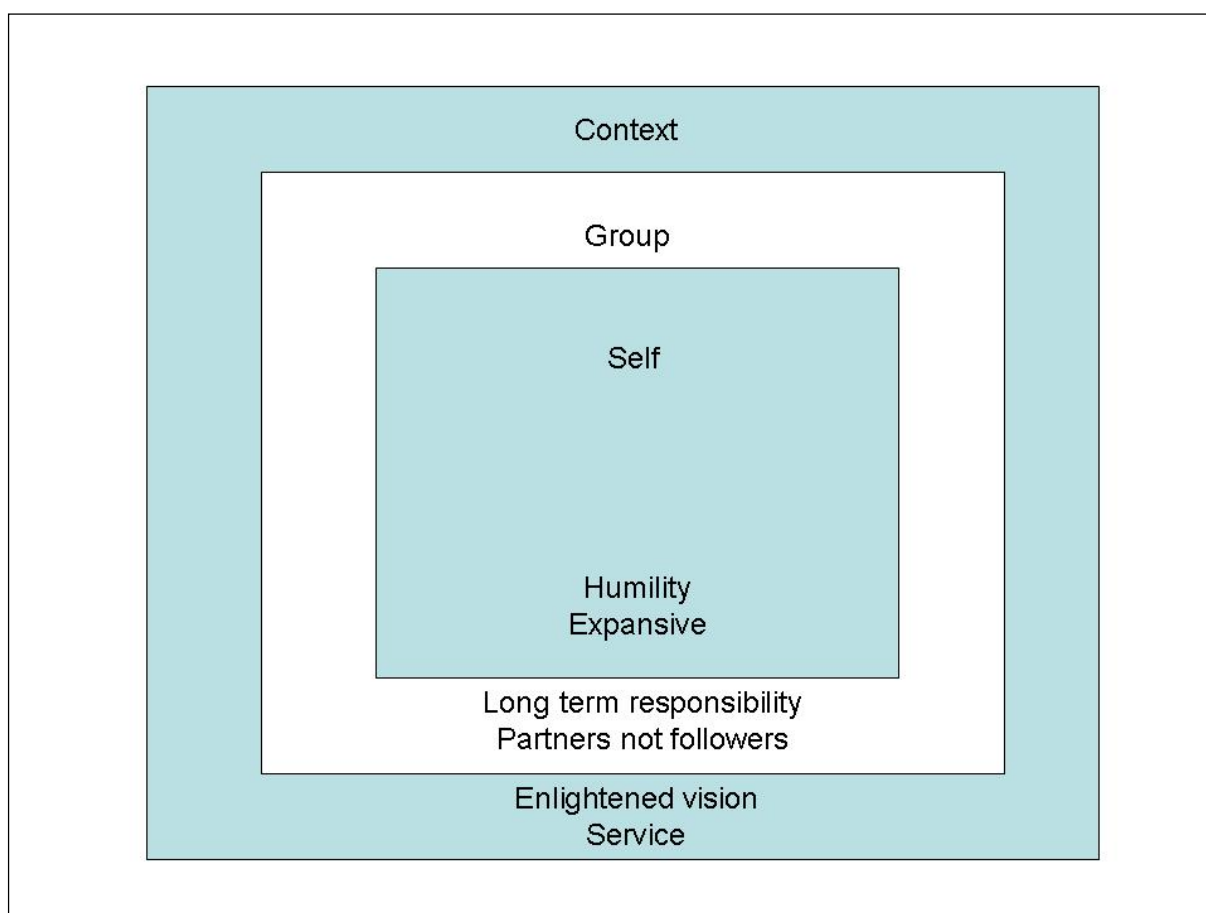 Context
Group
Self
Humility
Expansive
Long term responsibility
Partners not followers
Enlightened vision
Service